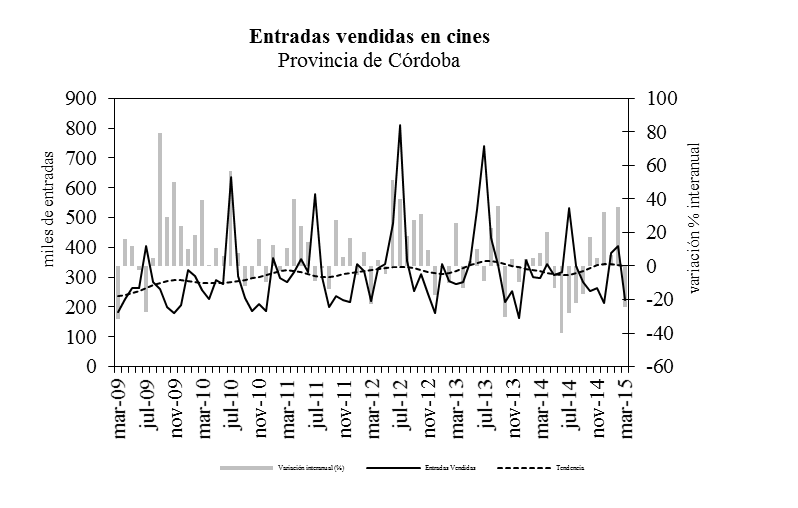 Entradas vendidas en cines
Provincia de Córdoba
900
800
700
600
500
400
300
200
100
0
miles de entradas
100
80
60
40
20
0
-20
-40
-60
variación % interanual
mar-09
jul-09
nov-09
mar-10
jul-10
nov-10
mar-11
jul-11
nov-11
mar-12
jul-12
nov-12
mar-13
jul-13
nov-13
mar-14
jul-14
nov-14
mar-15
Variación interanual (%) Entradas Vendidas Tendencia